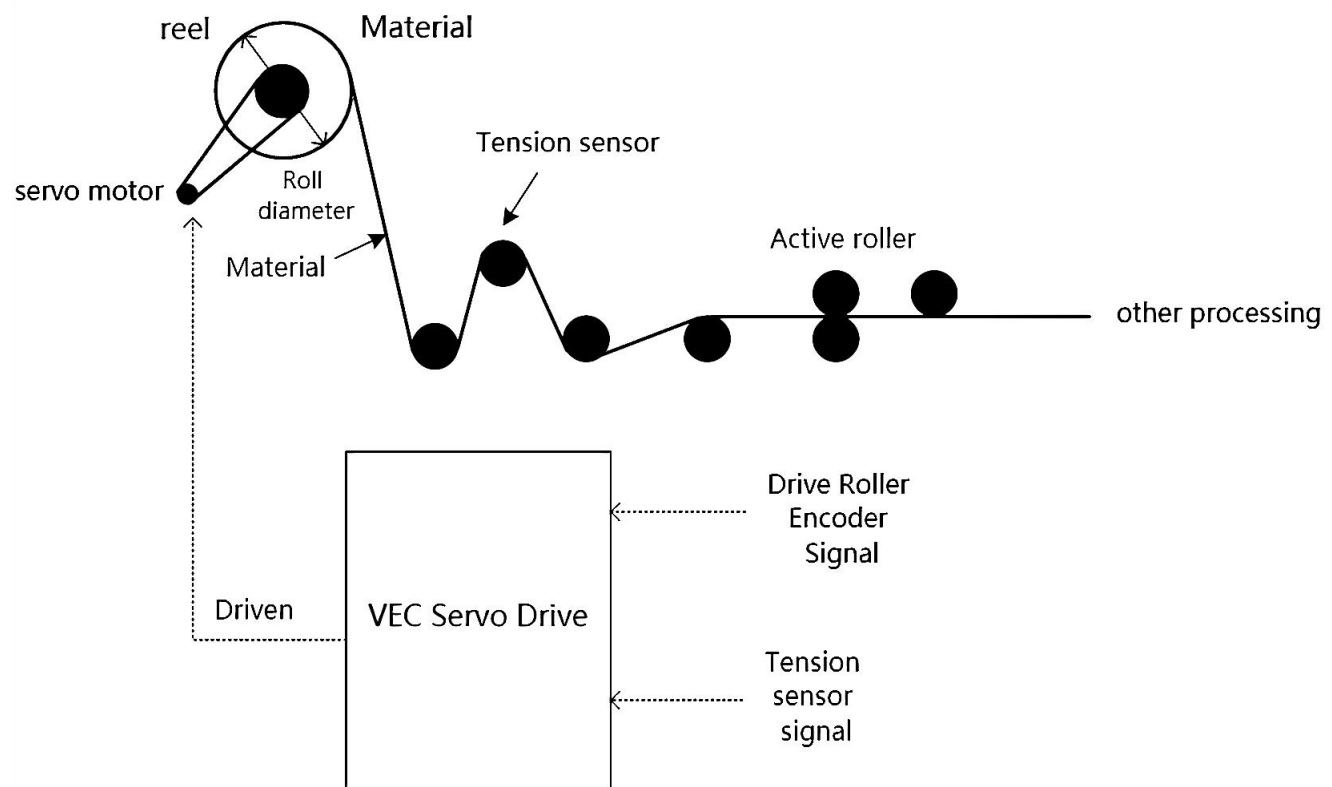 reel
Material
Tension sensor
servo motor
Roll
diameter
Material
Active roller
other processing
Drive Roller
Encoder
Signal
Driven
VEC Servo Drive
Tension
sensor
signal